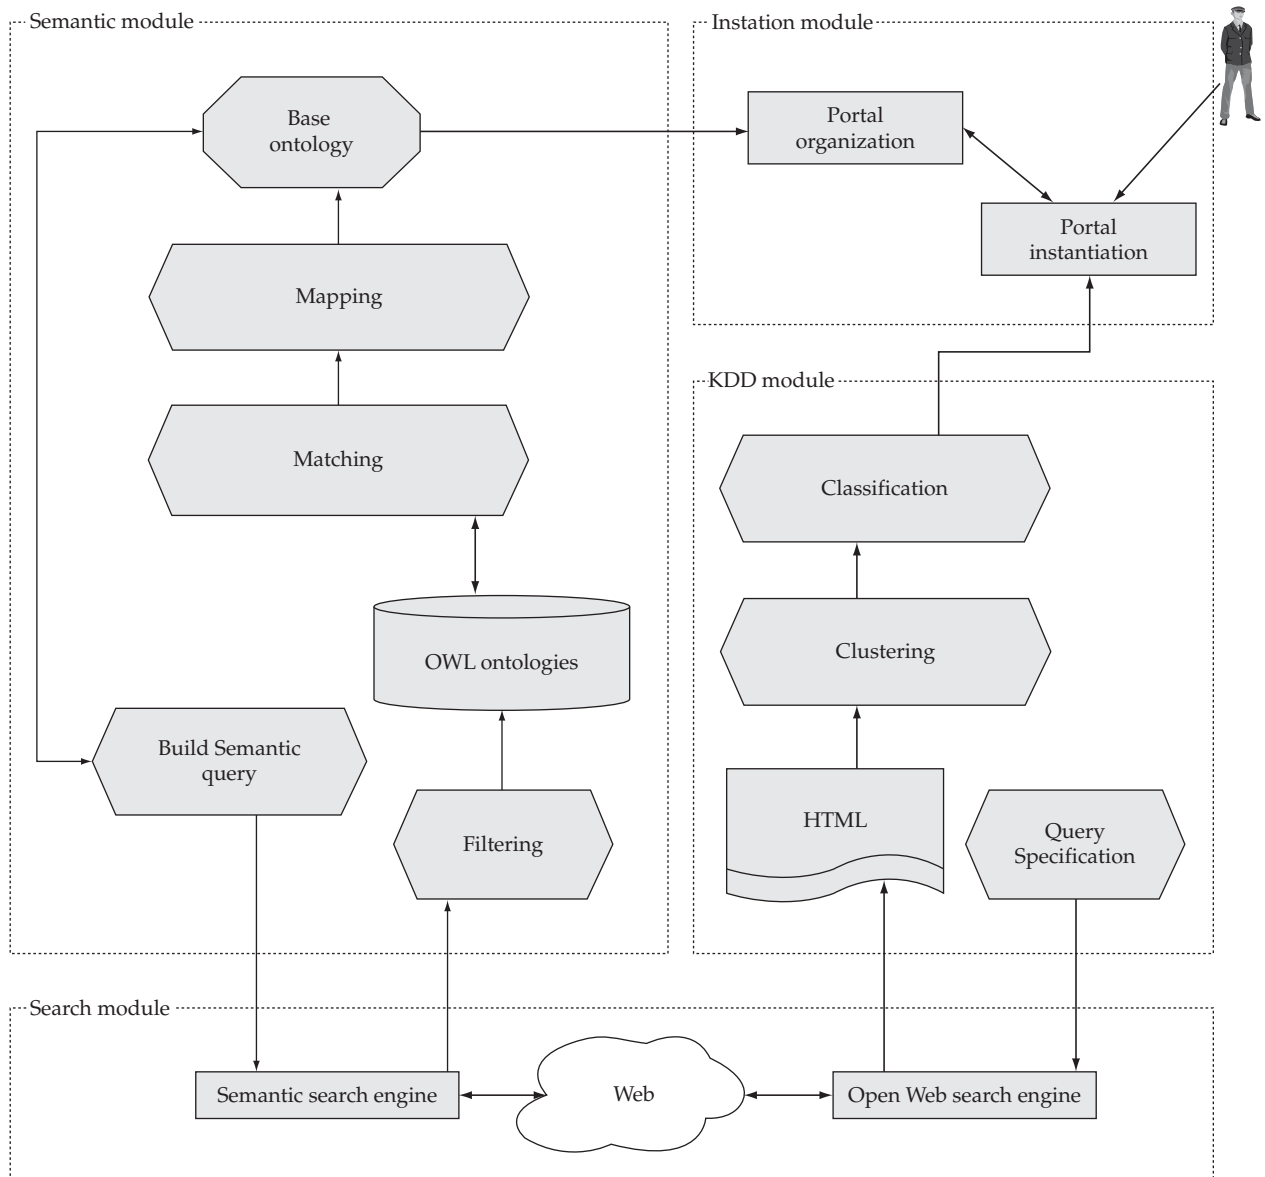 Semantic module
Instation module
Base
ontology
Portal
organization
Portal
instantiation
Mapping
KDD module
Matching
Classification
Clustering
OWL ontologies
Build Semantic
query
Filtering
HTML
Query
Specification
Search module
Semantic search engine
Web
Open Web search engine